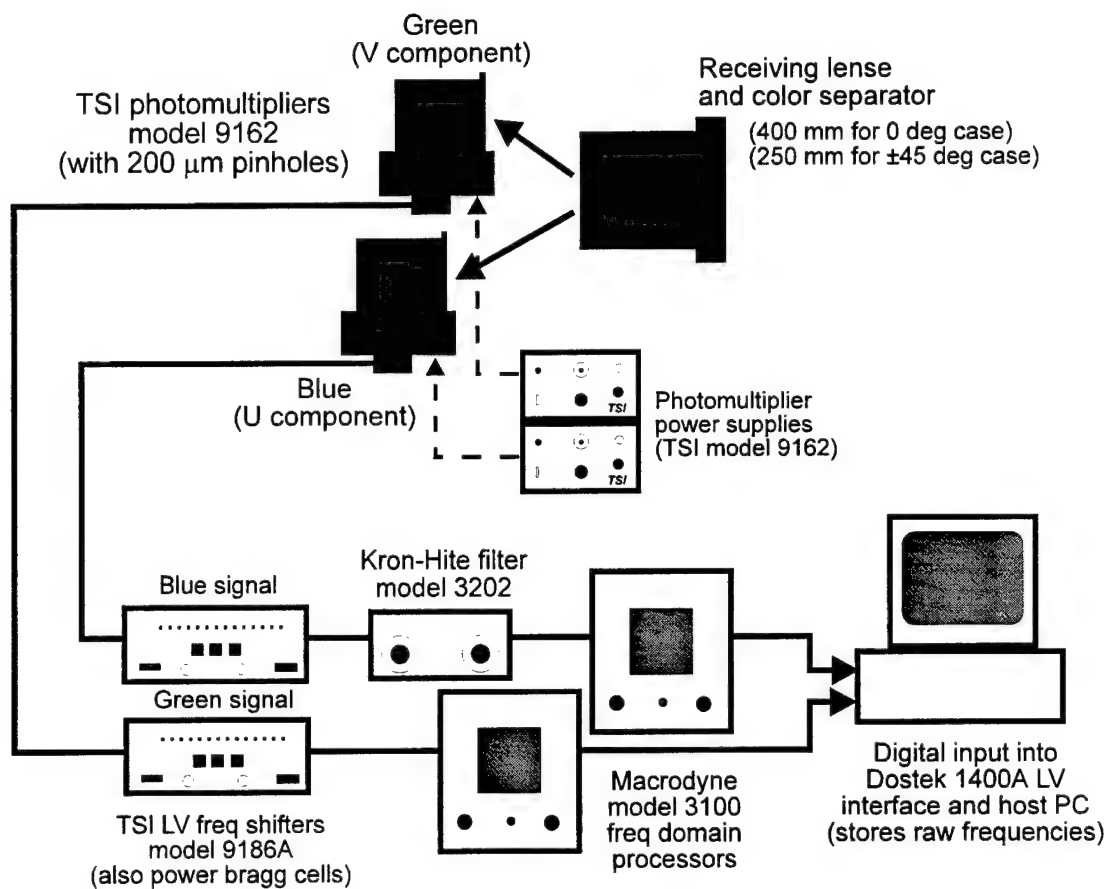 Green
(V component)
TSI photomultipliers
model 9162
(with 200 μm pinholes)
Receiving lense
and color separator
(400 mm for 0 deg case)
(250 mm for ±45 deg case)
Blue
(U component)
TSI
TSI
Photomultiplier
power supplies
(TSI model 9162)
Kron-Hite filter
model 3202
Blue signal
Green signal
TSI LV freq shifters
model 9186A
(also power bragg cells)
Macrodyne
model 3100
freq domain
processors
Digital input into
Dostek 1400A LV
interface and host PC
(stores raw frequencies)